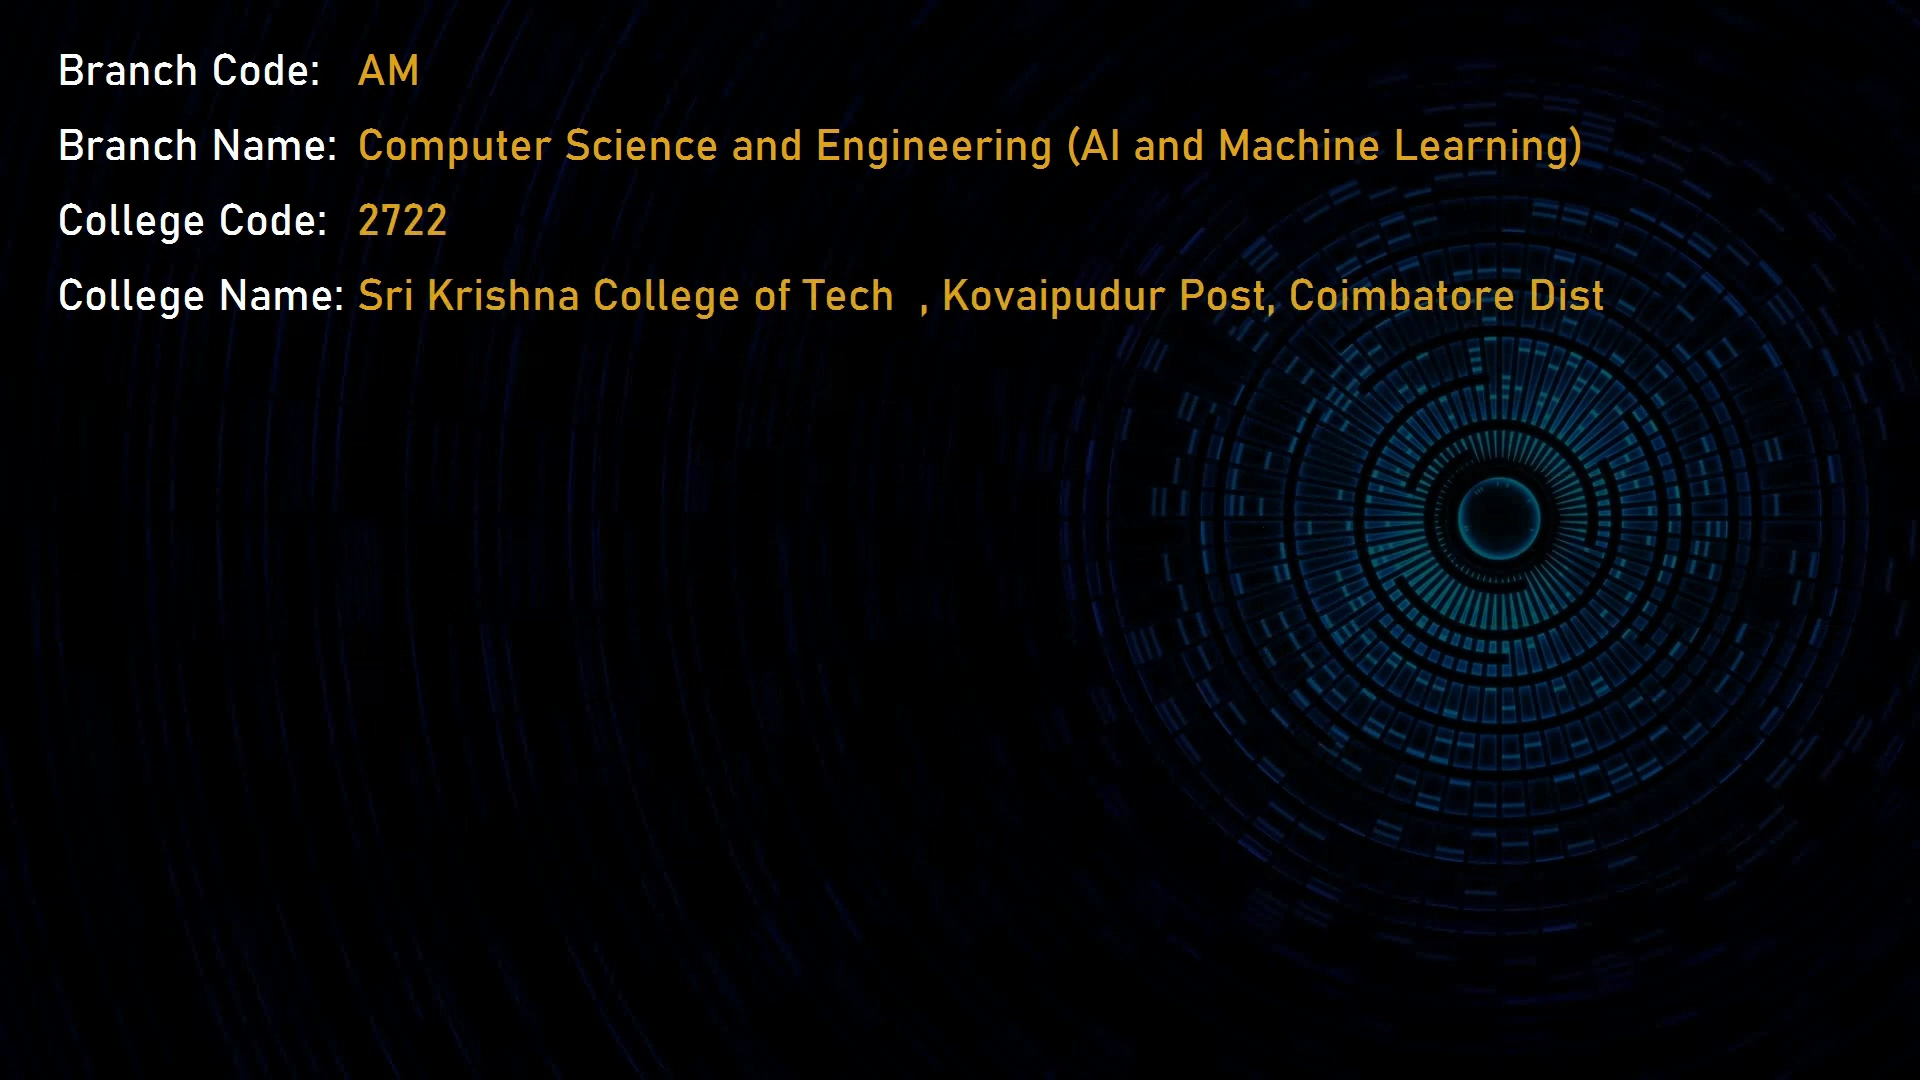 Branch Code: AM
Branch Name: Computer Science and Engineering (AI and Machine Learning)
College Code: 2722
College Name: Sri Krishna College of Tech , Kovaipudur Post, Coimbatore Dist